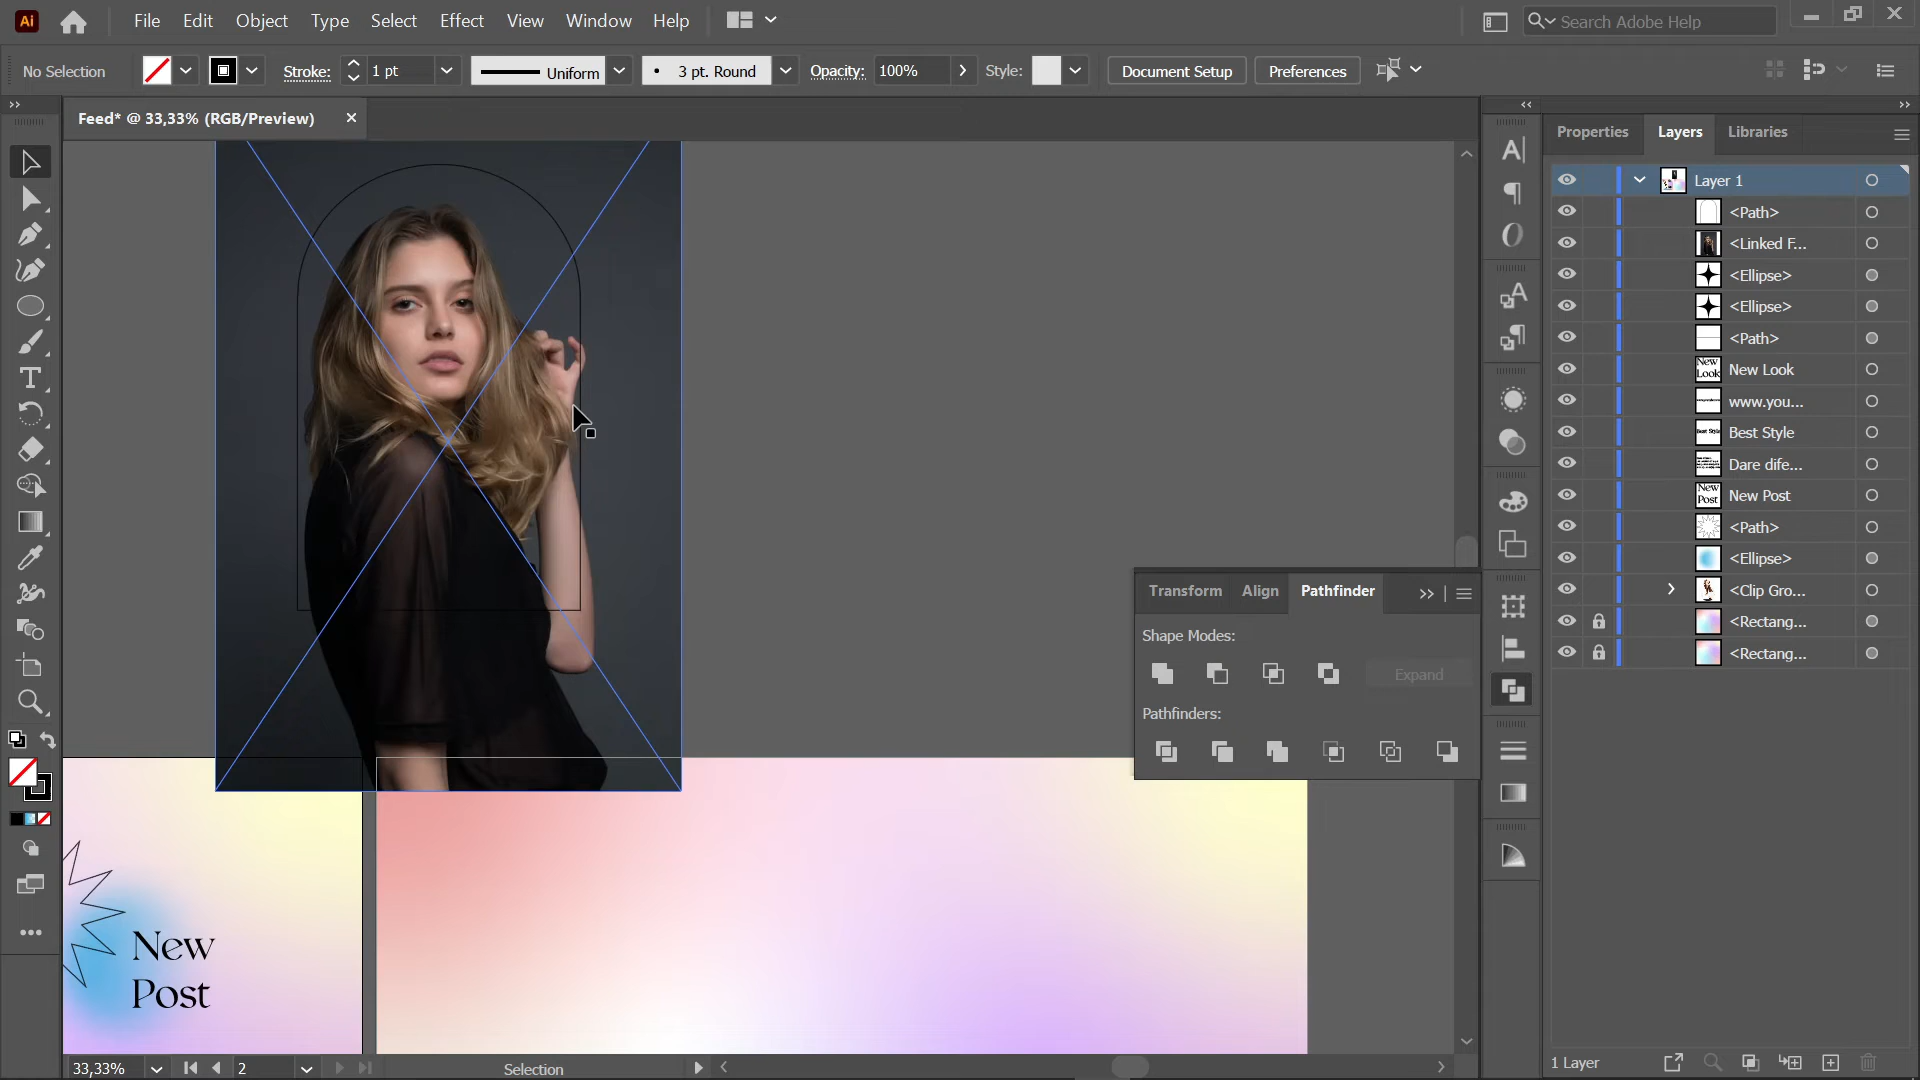 Ai File Edit Object Type Select Effect View Window Help Search Adobe Help
No Selection Stroke: 1 pt Uniform 3 pt. Round Opacity: 100% Style: Document Setup Preferences
Feed* @ 33,33% (RGB/Preview)
Properties Layers Libraries
Layer 1
<Path>
<Linked F...
<Ellipse>
<Ellipse>
<Path>
New Look
www.you...
Best Style
Dare dife...
New Post
<Path>
<Ellipse>
<Clip Gro...
<Rectang...
<Rectang...
Transform Align Pathfinder
Shape Modes:
Expand
Pathfinders:
New
Post
33,33% 2 Selection
1 Layer